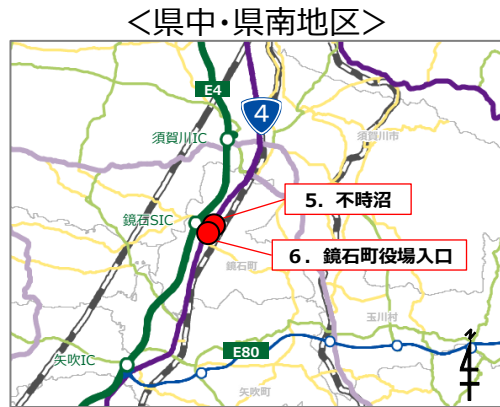 ＜県中・県南地区＞
E4
4
須賀川IC
須賀川市
5．不時沼
鏡石SIC
6．鏡石町役場入口
鏡石町
玉川村
E80
矢吹IC
矢吹町